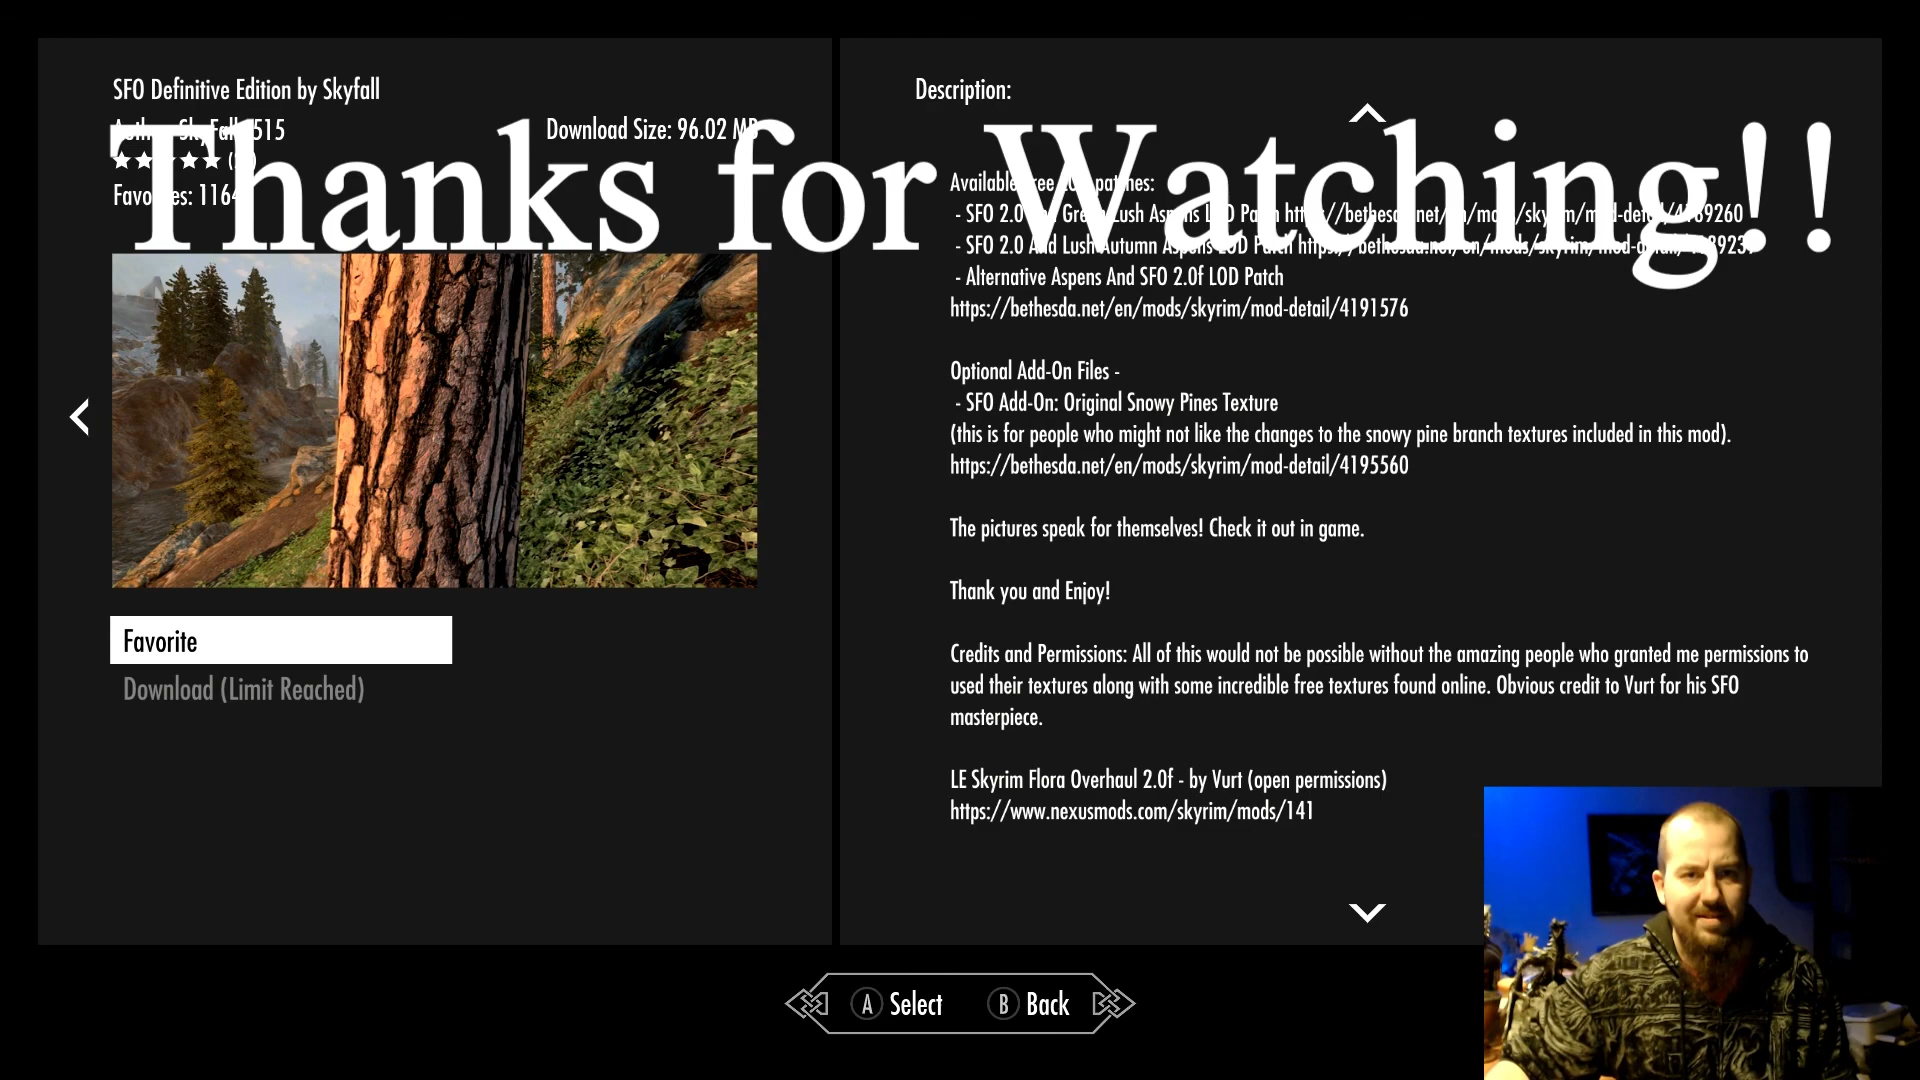 SFO Definitive Edition by Skyfall
Download Size: 96.02 MB
Thanks for Watching!!
Favorite
Download (Limit Reached)
Description:
- SFO 2.0
- SFO 2.0 And Lush Autumn Aspens LOD Patch
- Alternative Aspens And SFO 2.0f LOD Patch
https://bethesda.net/en/mods/skyrim/mod-detail/4191576
Optional Add-On Files -
- SFO Add-On: Original Snowy Pines Texture
(this is for people who might not like the changes to the snowy pine branch textures included in this mod).
https://bethesda.net/en/mods/skyrim/mod-detail/4195560
The pictures speak for themselves! Check it out in game.
Thank you and Enjoy!
Credits and Permissions: All of this would not be possible without the amazing people who granted me permissions to
used their textures along with some incredible free textures found online. Obvious credit to Vurt for his SFO
masterpiece.
LE Skyrim Flora Overhaul 2.0f - by Vurt (open permissions)
https://www.nexusmods.com/skyrim/mods/141
A Select B Back